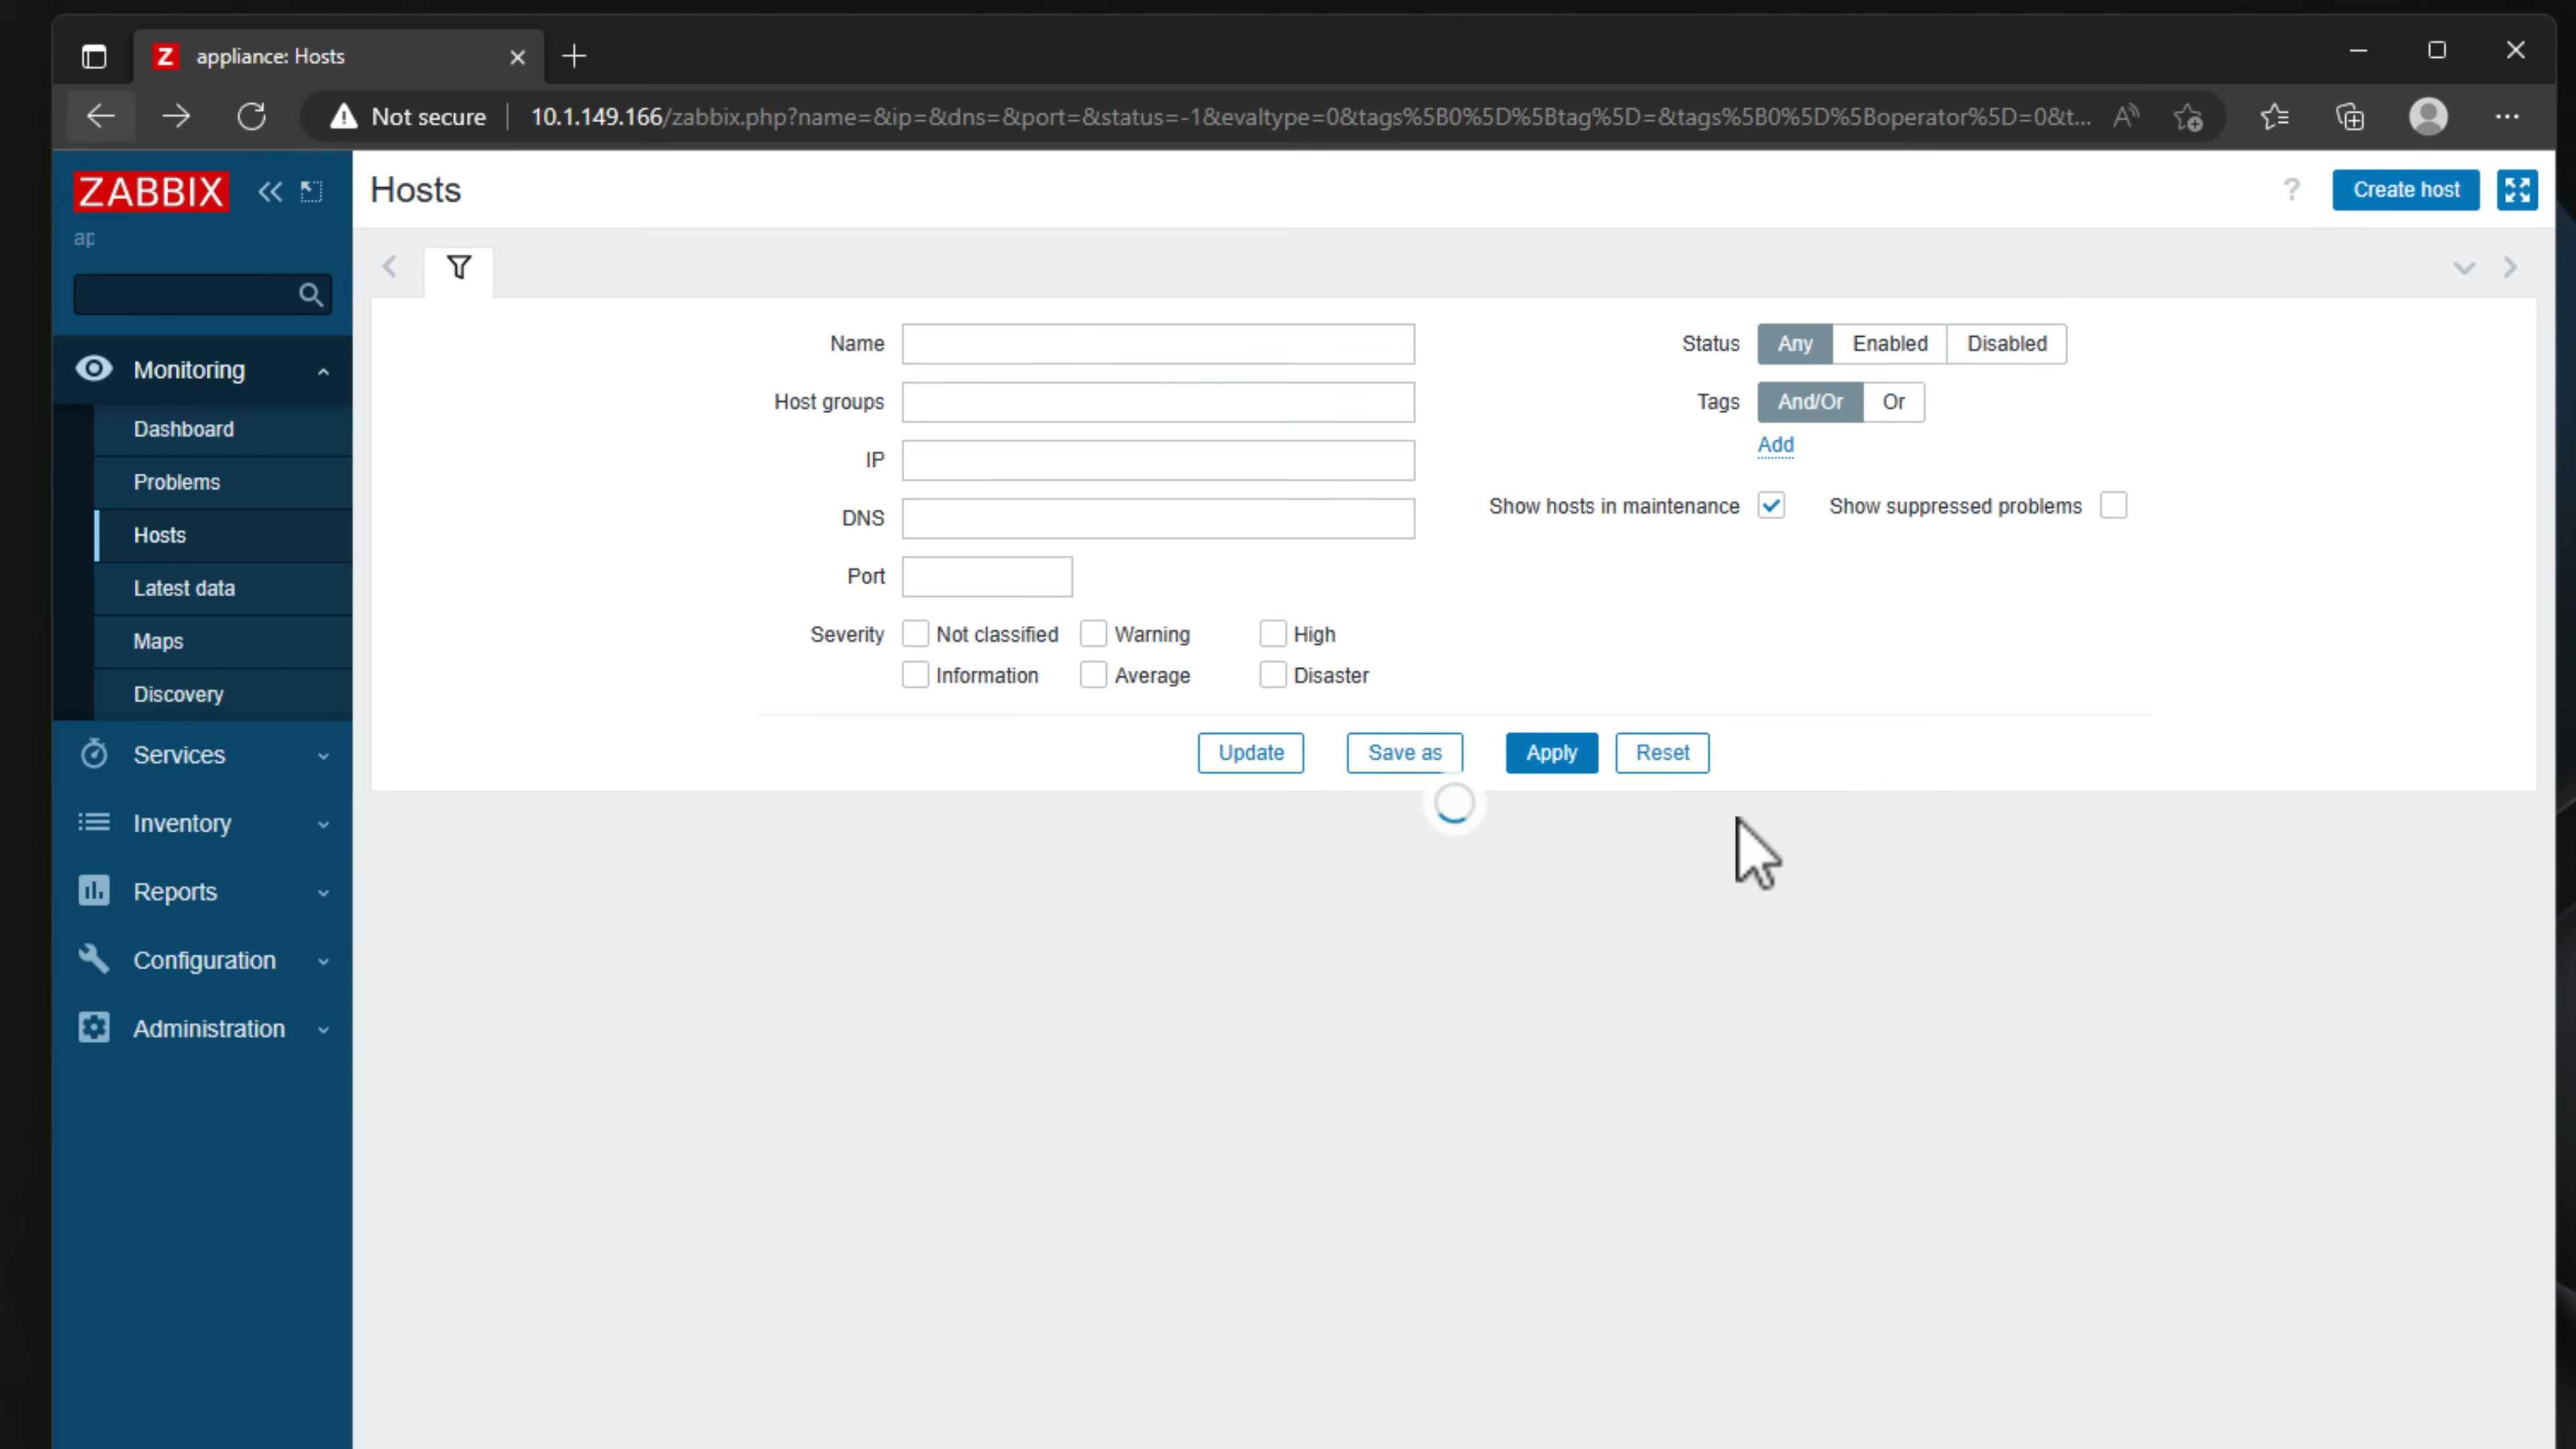 Z appliance: Hosts
Not secure 10.1.149.166/zabbix.php?name=&ip=&dns=&port=&status=-1&evaltype=0&tags%5B0%5D%5Btag%5D=&tags%5B0%5D%5Boperator%5D=0&t...
ZABBIX
ap
Hosts
? Create host
Monitoring
Dashboard
Problems
Hosts
Latest data
Maps
Discovery
Services
Inventory
Reports
Configuration
Administration
Name
Host groups
IP
DNS
Port
Severity Not classified Warning High
Information Average Disaster
Status Any Enabled Disabled
Tags And/Or Or
Add
Show hosts in maintenance Show suppressed problems
Update Save as Apply Reset